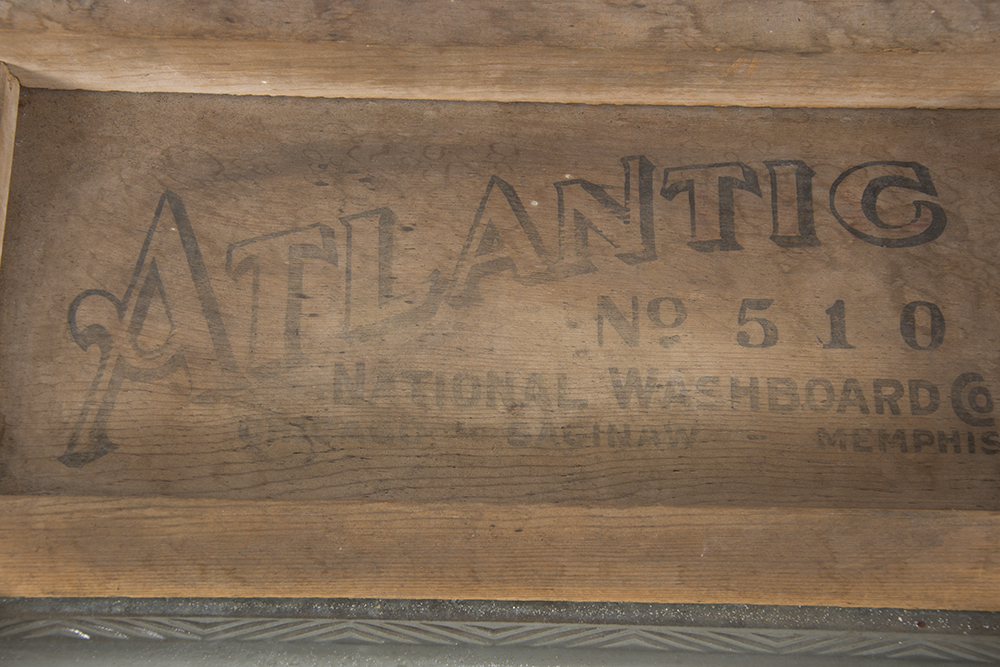 ATLANTIC
No 510
NATIONAL WASHBOARD Co
SAGINAW - MEMPHIS